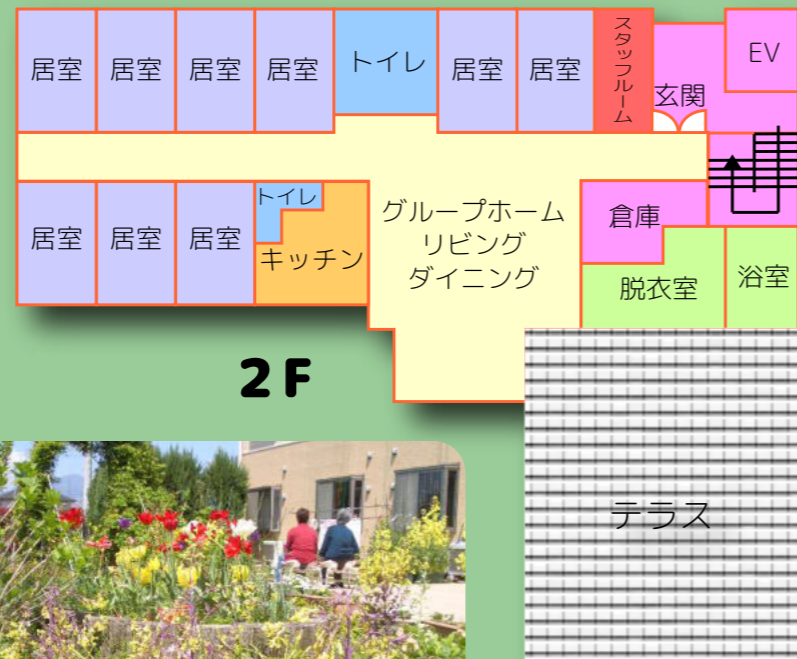 居室
居室
居室
居室
トイレ
居室
居室
スタッフルーム
玄関
EV
居室
居室
居室
トイレ
キッチン
グループホーム
リビング
ダイニング
倉庫
脱衣室
浴室
2F
テラス